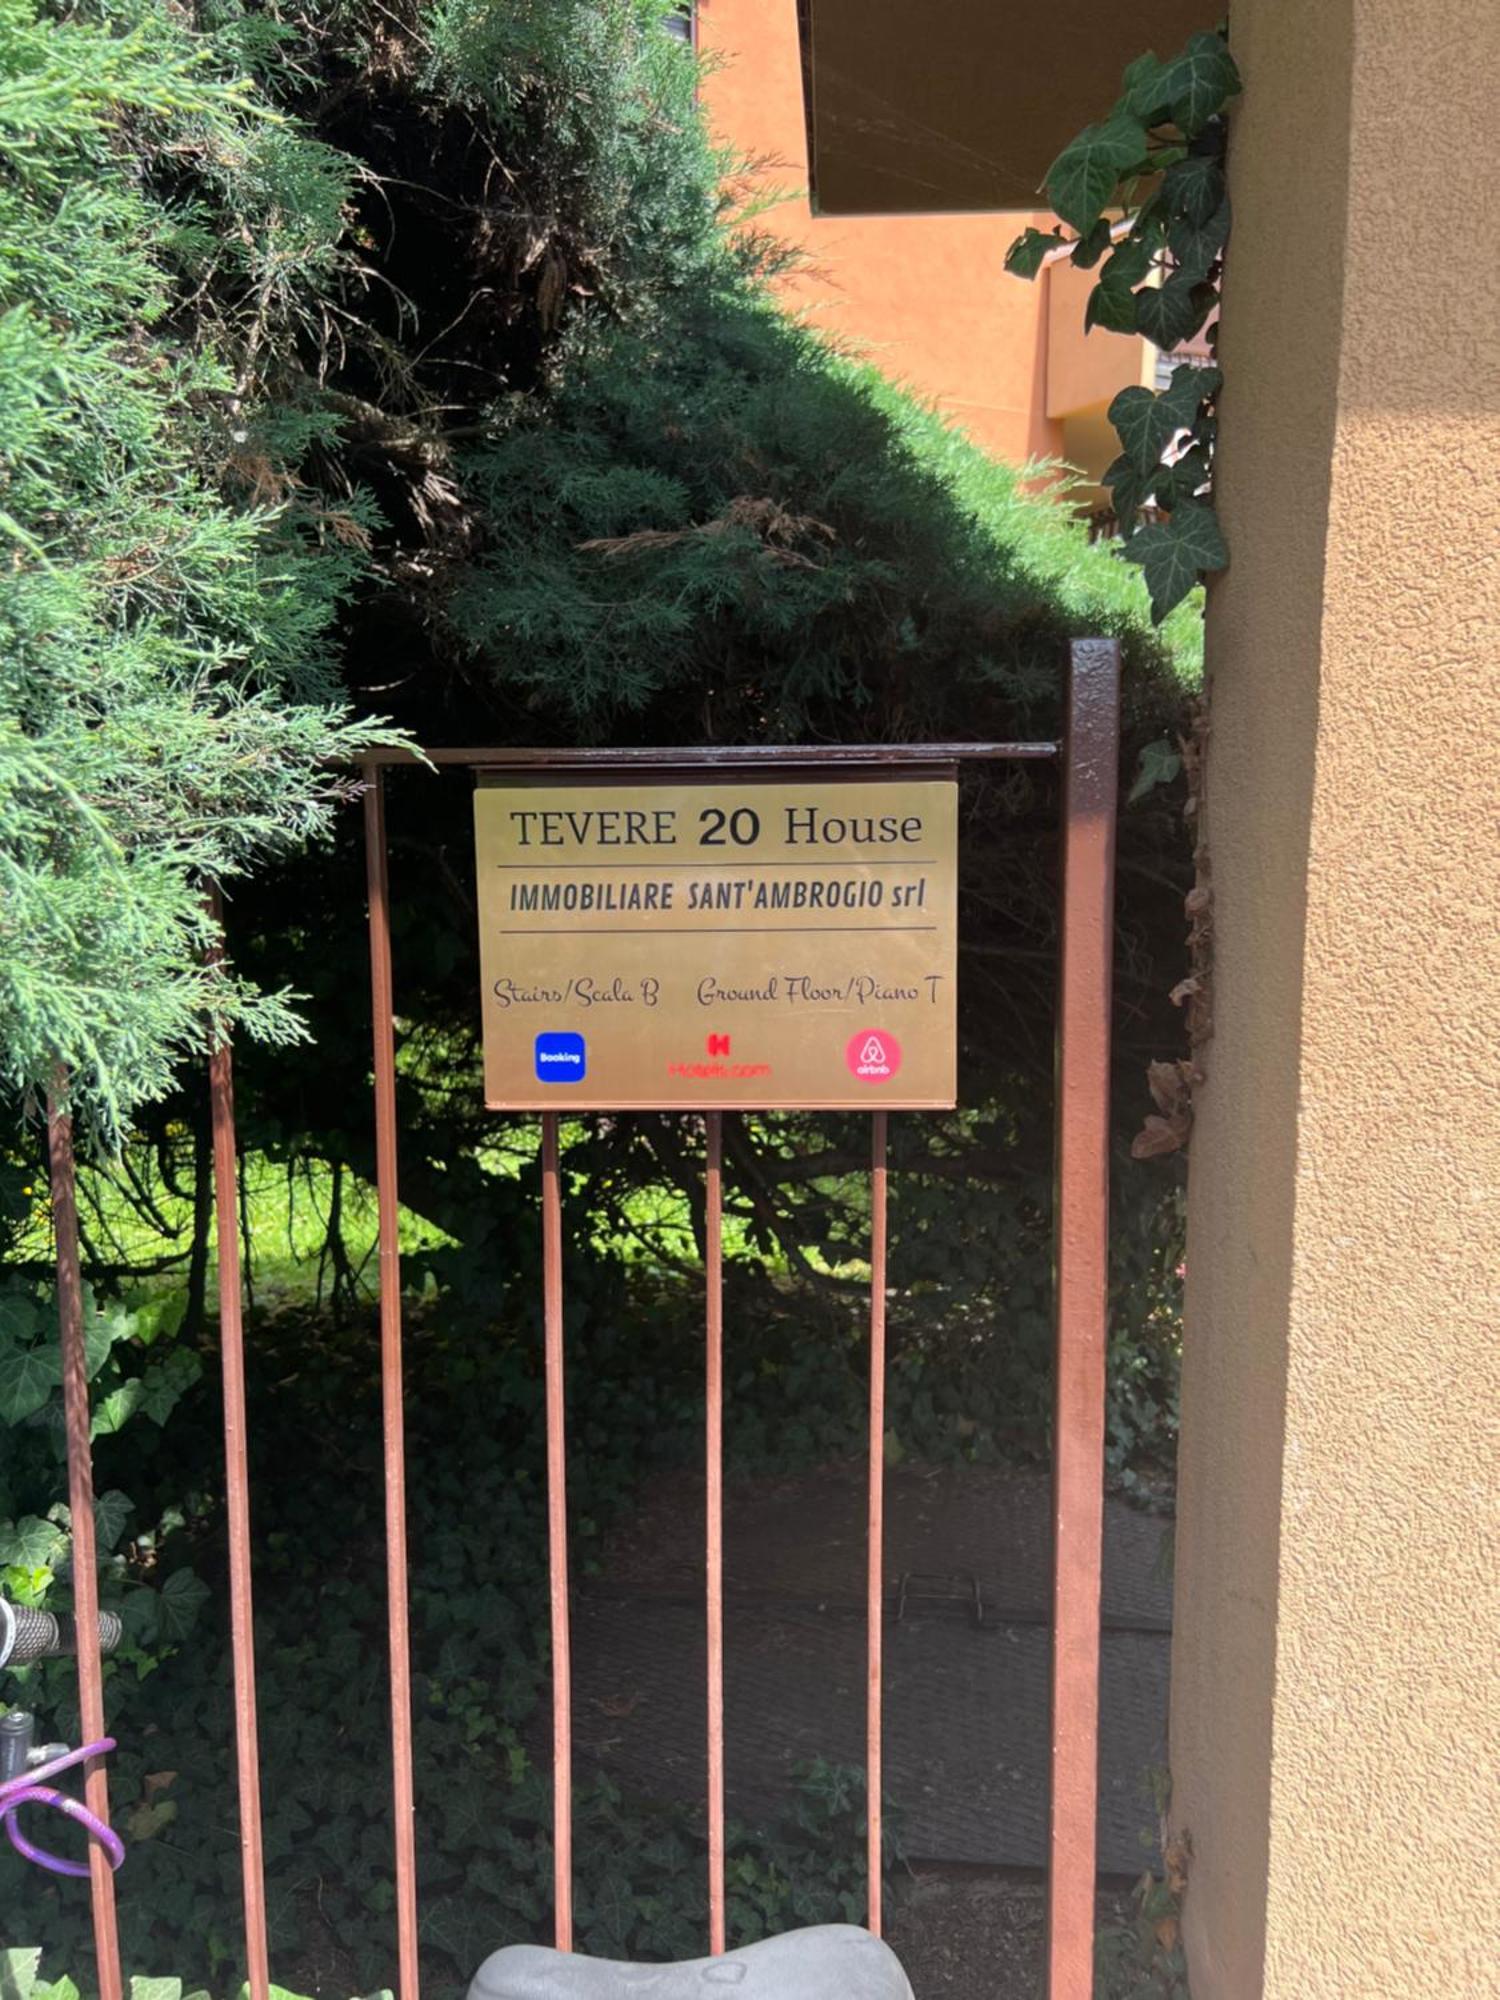 TEVERE 20 House
IMMOBILIARE SANT'AMBROGIO srl
Stairs/Scala B Ground Floor/Piano T
Booking
Hotels.com
airbnb